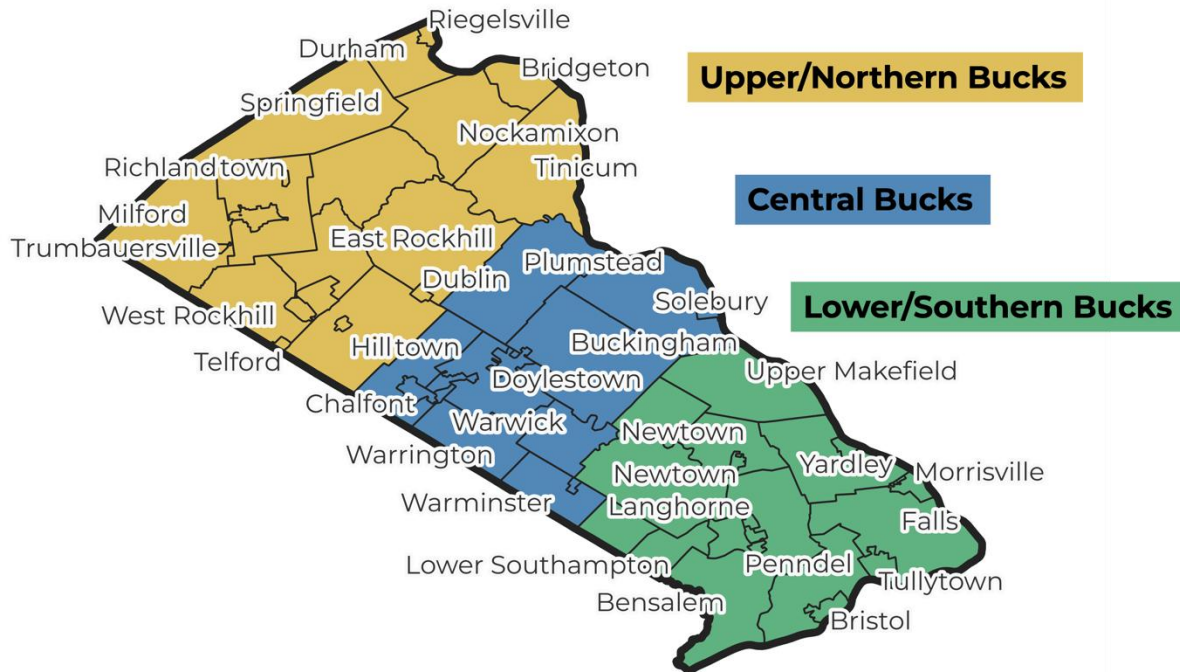 Riegelsville
Durham
Bridgeton
Upper/Northern Bucks
Springfield
Nockamixon
Richlandtown
Tinicum
Central Bucks
Milford
Trumbauersville
East Rockhill
Plumstead
Dublin
Solebury
Lower/Southern Bucks
West Rockhill
Hilltown
Buckingham
Telford
Upper Makefield
Doylestown
Chalfont
Warwick
Newtown
Warrington
Yardley
Morrisville
Newtown
Warminster
Langhorne
Falls
Lower Southampton
Penndel
Tullytown
Bensalem
Bristol